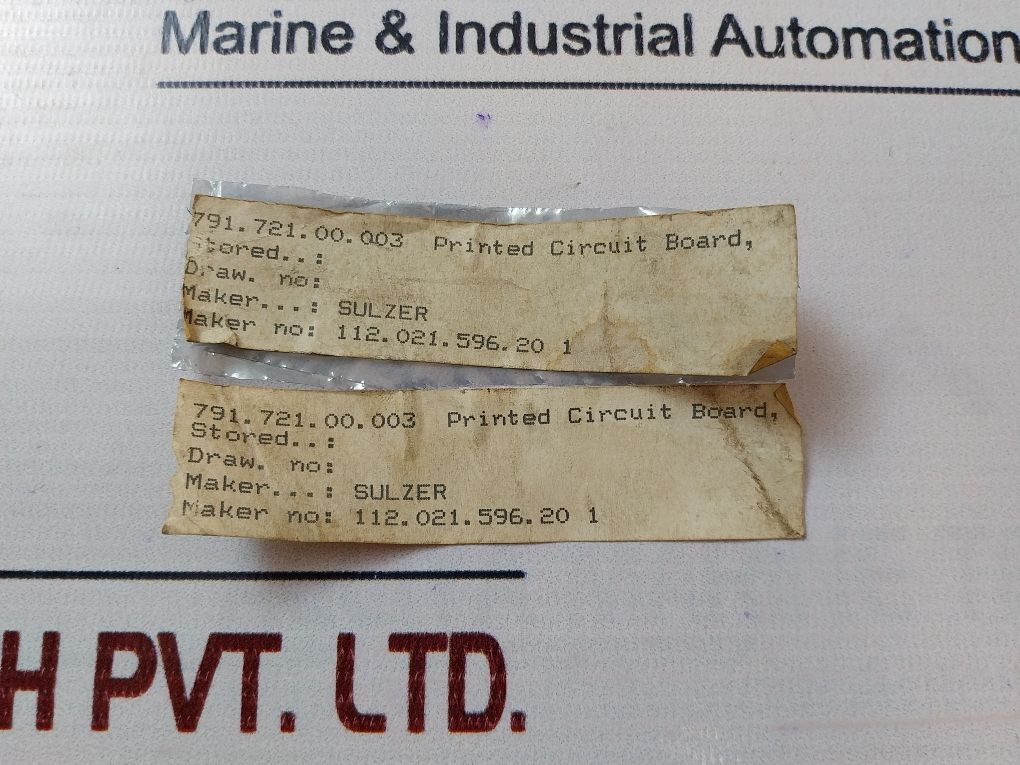 Marine & Industrial Automation
791.721.00.003 Printed Circuit Board,
Stored..:
Draw. no:
Maker...: SULZER
Maker no: 112.021.596.20 1
791.721.00.003 Printed Circuit Board,
Stored..:
Draw. no:
Maker...: SULZER
Maker no: 112.021.596.20 1
H PVT. LTD.